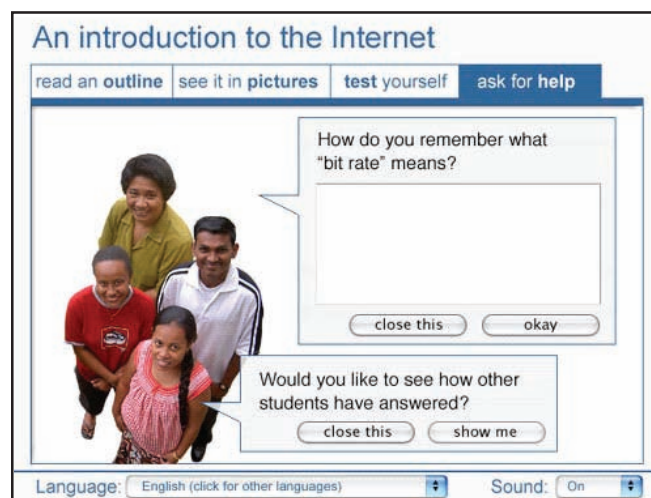 An introduction to the Internet
read an outline see it in pictures test yourself ask for help
How do you remember what
“bit rate” means?
close this okay
Would you like to see how other
students have answered?
close this show me
Language: English (click for other languages) Sound: On